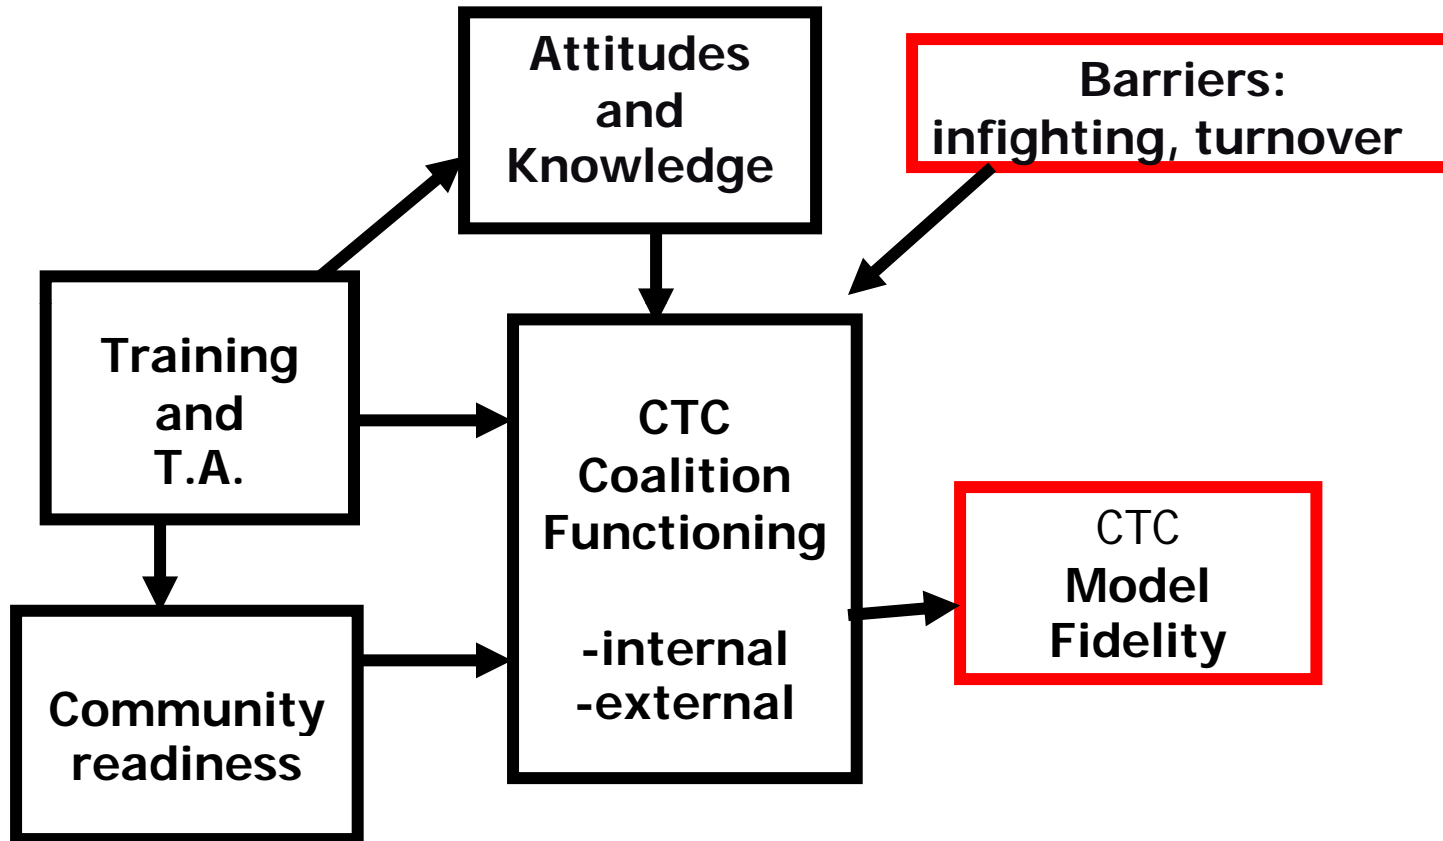 Attitudes
and
Knowledge
Barriers:
infighting, turnover
Training
and
T.A.
CTC
Coalition
Functioning
-internal
-external
CTC
Model
Fidelity
Community
readiness